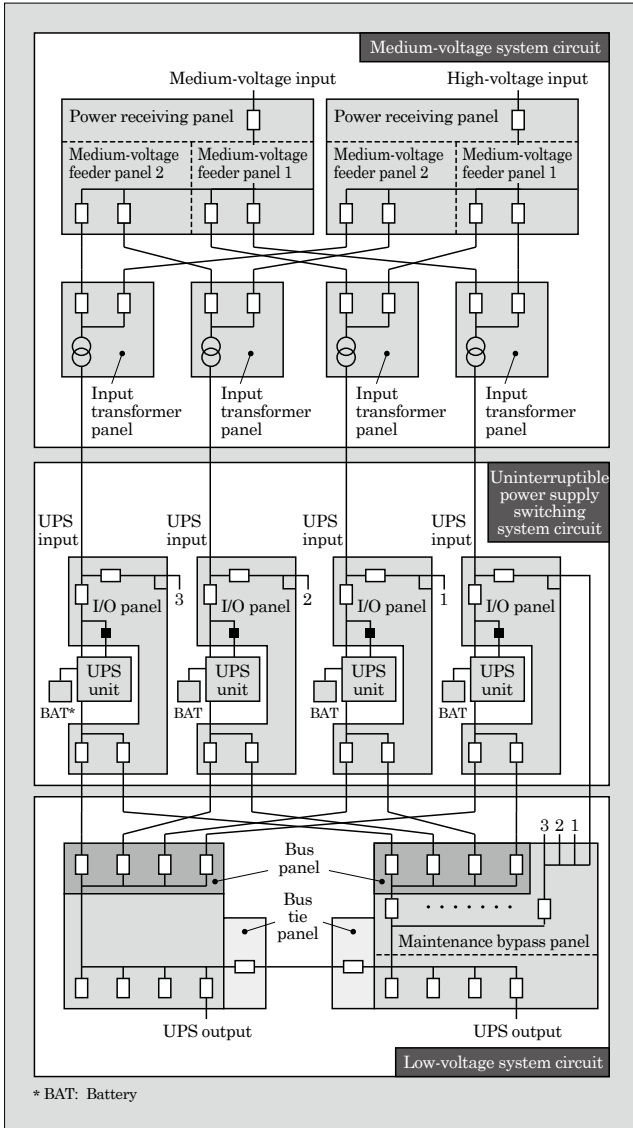 Medium-voltage system circuit
Medium-voltage input
High-voltage input
Power receiving panel
Power receiving panel
Medium-voltage
feeder panel 2
Medium-voltage
feeder panel 1
Medium-voltage
feeder panel 2
Medium-voltage
feeder panel 1
Input
transformer
panel
Input
transformer
panel
Input
transformer
panel
Input
transformer
panel
Uninterruptible
power supply
switching
system circuit
UPS
input
UPS
input
UPS
input
UPS
input
I/O panel
3
I/O panel
2
I/O panel
1
I/O panel
UPS
unit
UPS
unit
UPS
unit
UPS
unit
BAT*
BAT
BAT
BAT
3 2 1
Bus
panel
Bus
tie
panel
Maintenance bypass panel
UPS output
UPS output
Low-voltage system circuit
* BAT: Battery